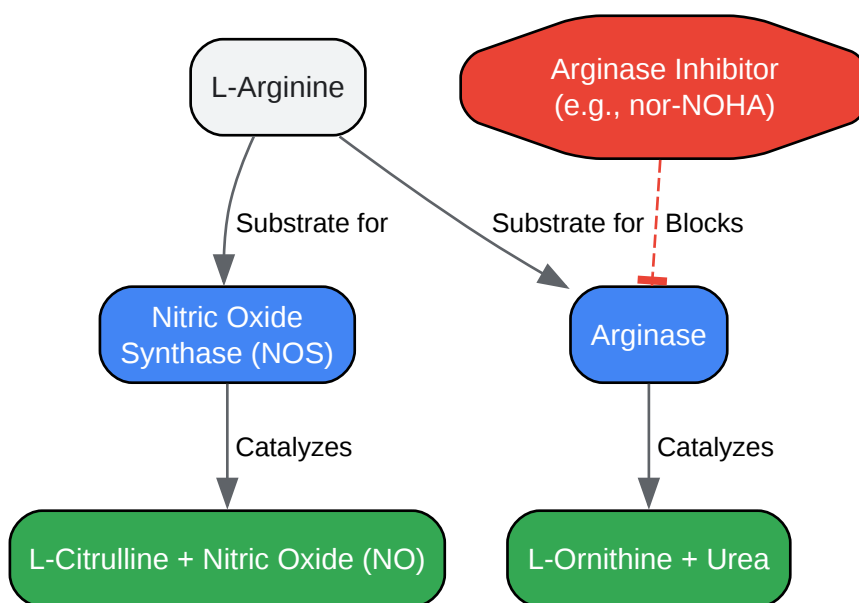 L-Arginine
Arginase Inhibitor
(e.g., nor-NOHA)
Substrate for
Substrate for
Blocks
Nitric Oxide
Synthase (NOS)
Arginase
Catalyzes
Catalyzes
L-Citrulline + Nitric Oxide (NO)
L-Ornithine + Urea